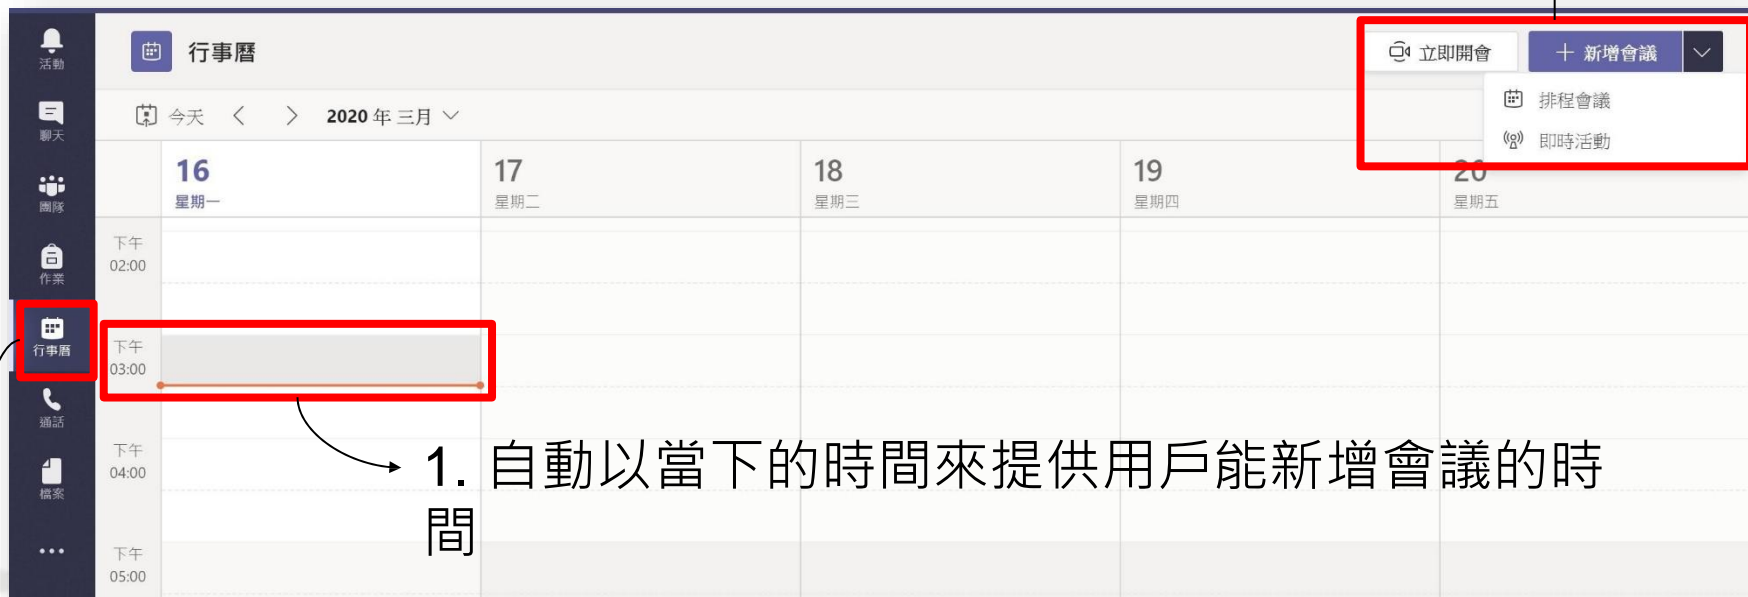 活動
行事曆
立即開會
新增會議
聊天
今天
2020 年 三月
排程會議
即時活動
團隊
16
17
18
19
20
星期一
星期二
星期三
星期四
星期五
作業
下午
02:00
行事曆
下午
03:00
通話
下午
04:00
1. 自動以當下的時間來提供用戶能新增會議的時
間
檔案
下午
05:00